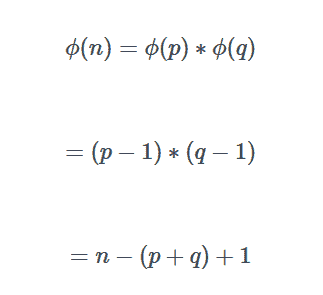 ϕ(n) = ϕ(p) ∗ ϕ(q)
= (p − 1) ∗ (q − 1)
= n − (p + q) + 1